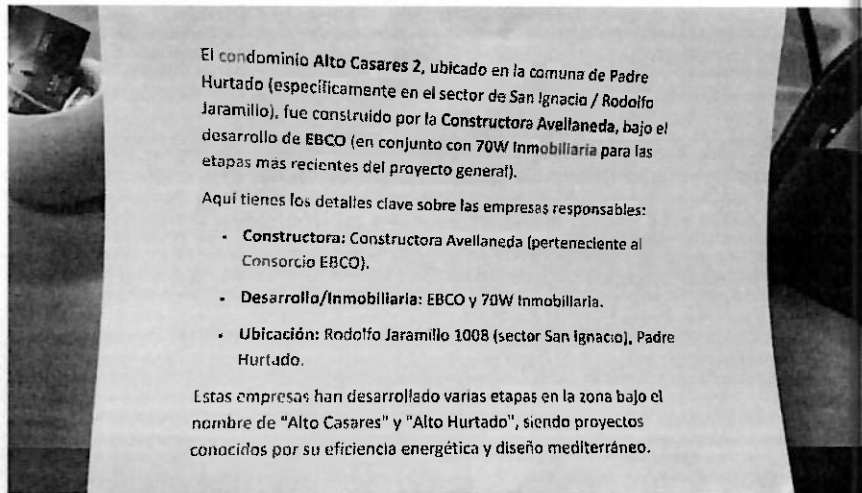 El condominio Alto Casares 2, ubicado en la comuna de Padre
Hurtado (específicamente en el sector de San Ignacio / Rodolfo
Jaramillo), fue construido por la Constructora Avellaneda, bajo el
desarrollo de EBCO (en conjunto con 70W Inmobiliaria para las
etapas más recientes del proyecto general).
Aquí tienes los detalles clave sobre las empresas responsables:
• Constructora: Constructora Avellaneda (perteneciente al
Consorcio EBCO).
• Desarrollo/Inmobiliaria: EBCO y 70W Inmobiliaria.
• Ubicación: Rodolfo Jaramillo 1008 (sector San Ignacio), Padre
Hurtado.
Estas empresas han desarrollado varias etapas en la zona bajo el
nombre de "Alto Casares" y "Alto Hurtado", siendo proyectos
conocidos por su eficiencia energética y diseño mediterráneo.